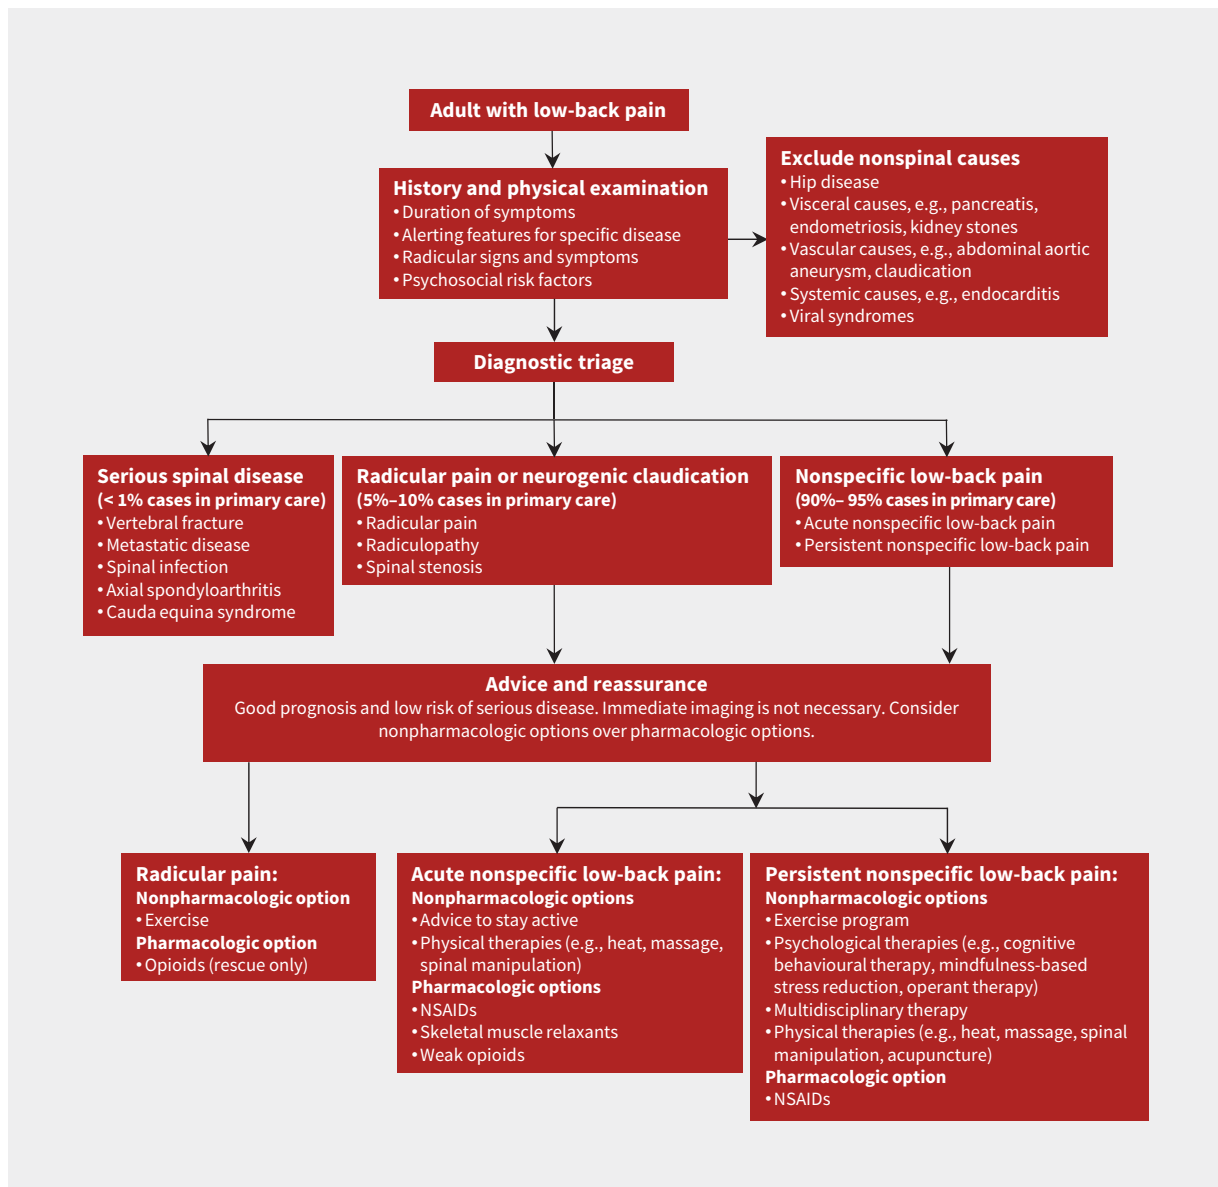 Adult with low-back pain
History and physical examination
• Duration of symptoms
• Alerting features for specific disease
• Radicular signs and symptoms
• Psychosocial risk factors
Exclude nonspinal causes
• Hip disease
• Visceral causes, e.g., pancreatis,
endometriosis, kidney stones
• Vascular causes, e.g., abdominal aortic
aneurysm, claudication
• Systemic causes, e.g., endocarditis
• Viral syndromes
Diagnostic triage
Serious spinal disease
(< 1% cases in primary care)
• Vertebral fracture
• Metastatic disease
• Spinal infection
• Axial spondyloarthritis
• Cauda equina syndrome
Radicular pain or neurogenic claudication
(5%–10% cases in primary care)
• Radicular pain
• Radiculopathy
• Spinal stenosis
Nonspecific low-back pain
(90%– 95% cases in primary care)
• Acute nonspecific low-back pain
• Persistent nonspecific low-back pain
Advice and reassurance
Good prognosis and low risk of serious disease. Immediate imaging is not necessary. Consider
nonpharmacologic options over pharmacologic options.
Radicular pain:
Nonpharmacologic option
• Exercise
Pharmacologic option
• Opioids (rescue only)
Acute nonspecific low-back pain:
Nonpharmacologic options
• Advice to stay active
• Physical therapies (e.g., heat, massage,
spinal manipulation)
Pharmacologic options
• NSAIDs
• Skeletal muscle relaxants
• Weak opioids
Persistent nonspecific low-back pain:
Nonpharmacologic options
• Exercise program
• Psychological therapies (e.g., cognitive
behavioural therapy, mindfulness-based
stress reduction, operant therapy)
• Multidisciplinary therapy
• Physical therapies (e.g., heat, massage, spinal
manipulation, acupuncture)
Pharmacologic option
• NSAIDs